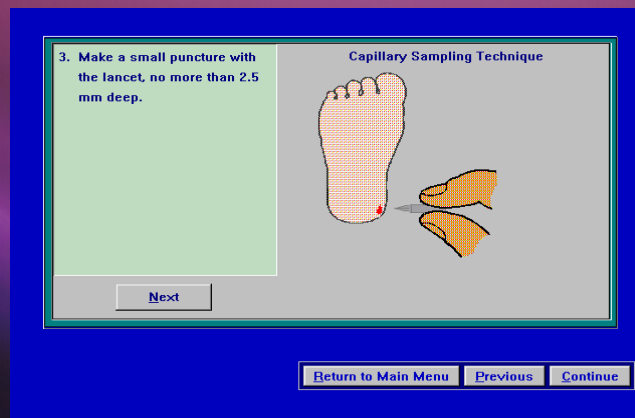 3. Make a small puncture with
the lancet, no more than 2.5
mm deep.
Capillary Sampling Technique
Next
Return to Main Menu
Previous
Continue